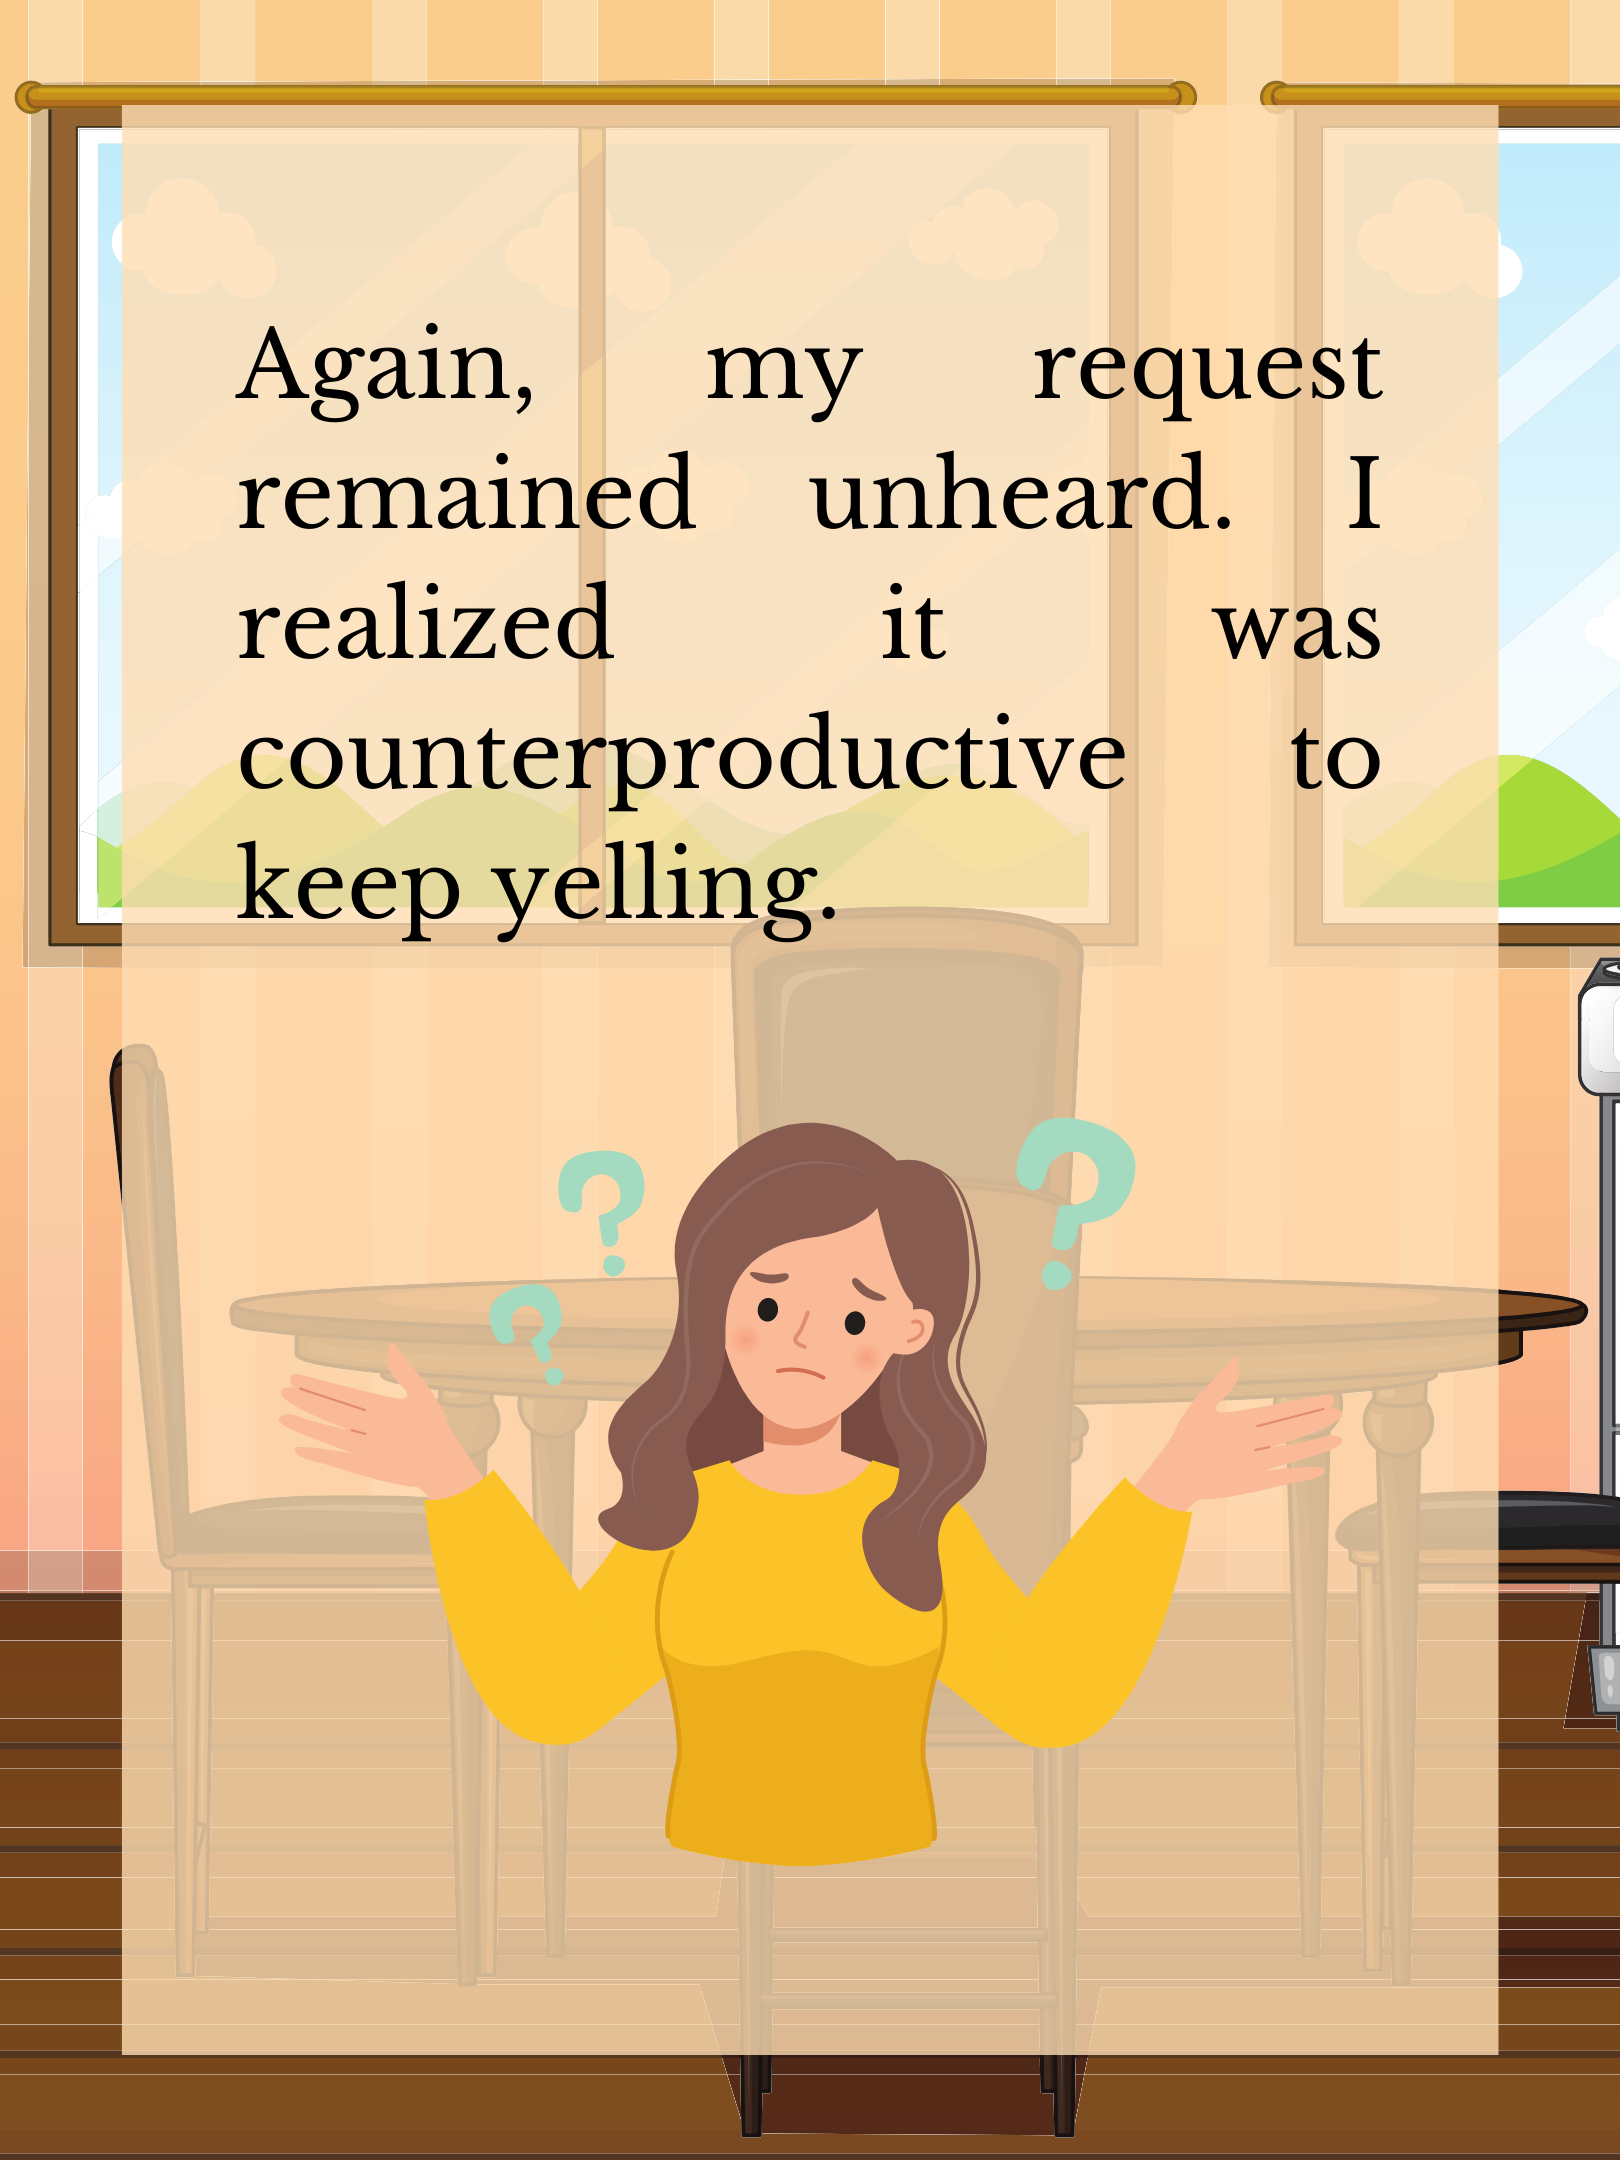 Again, my request
remained unheard. I
realized it was
counterproductive to
keep yelling.
? ? ?